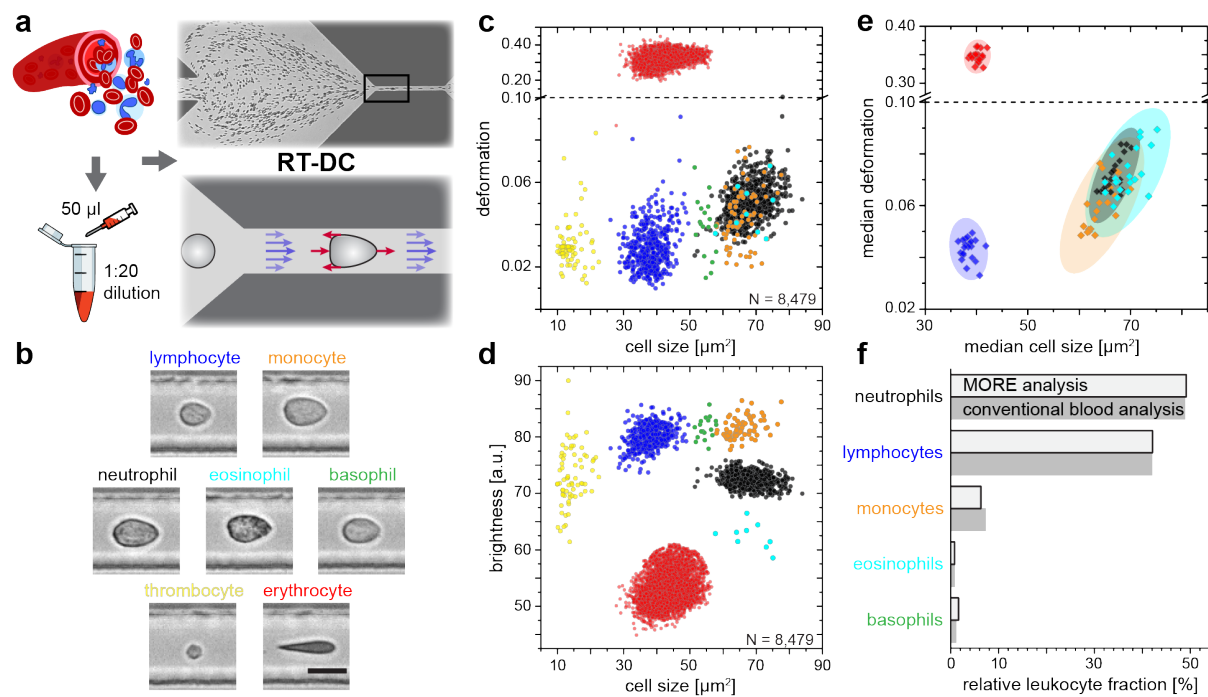 a
50 µl
1:20
dilution
RT-DC
b
lymphocyte
monocyte
neutrophil
eosinophil
basophil
thrombocyte
erythrocyte
c
0.40
0.20
0.10
0.06
0.02
deformation
N = 8,479
10
30
50
70
90
cell size [µm²]
d
90
80
70
60
50
brightness [a.u.]
N = 8,479
10
30
50
70
90
cell size [µm²]
e
0.40
0.30
0.10
0.06
0.02
median deformation
30
50
70
median cell size [µm²]
f
neutrophils
MORE analysis
conventional blood analysis
lymphocytes
monocytes
eosinophils
basophils
0
10
20
30
40
50
relative leukocyte fraction [%]